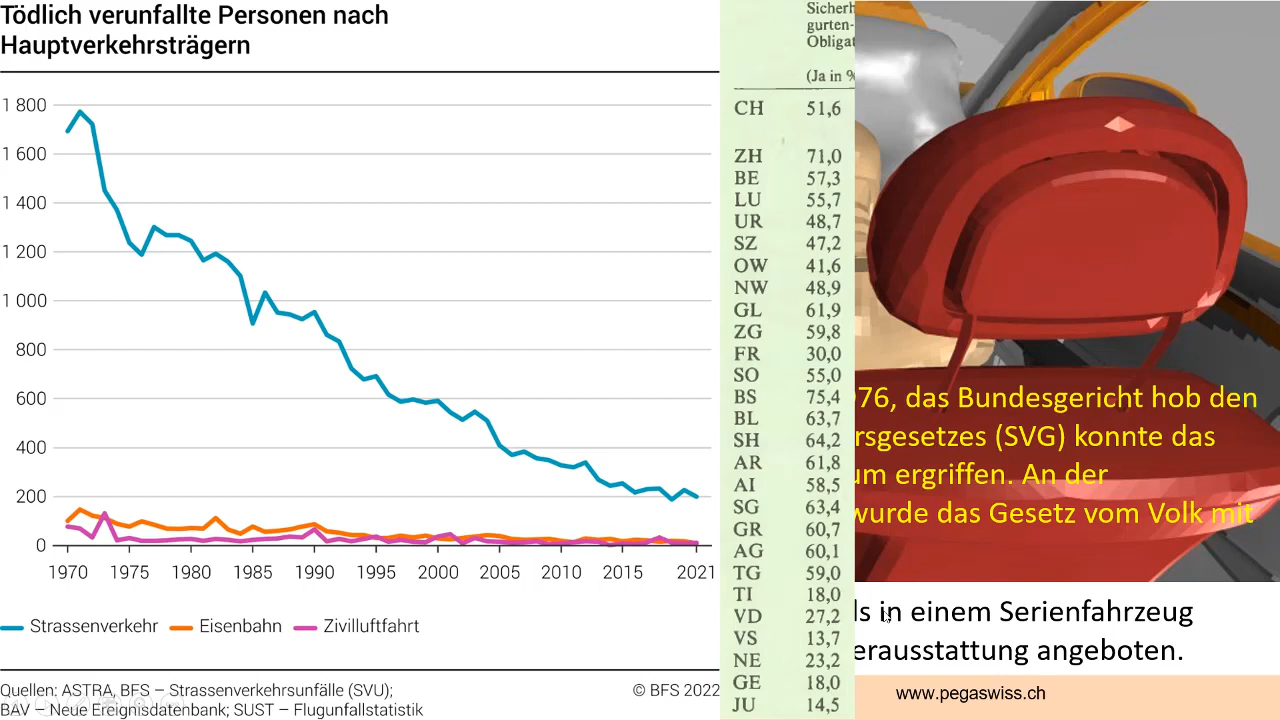 Tödlich verunfallte Personen nach
Hauptverkehrsträgern
1 800
1 600
1 400
1 200
1 000
800
600
400
200
0
1970 1975 1980 1985 1990 1995 2000 2005 2010 2015 2021
Strassenverkehr Eisenbahn Zivilluftfahrt
Quellen: ASTRA, BFS – Strassenverkehrsunfälle (SVU); © BFS 2022
BAV – Neue Ereignisdatenbank; SUST – Flugunfallstatistik
Sicherh
gurten-
Obligat
(Ja in %
CH 51,6
ZH 71,0
BE 57,3
LU 55,7
UR 48,7
SZ 47,2
OW 41,6
NW 48,9
GL 61,9
ZG 59,8
FR 30,0
SO 55,0
BS 75,4
BL 63,7
SH 64,2
AR 61,8
AI 58,5
SG 63,4
GR 60,7
AG 60,1
TG 59,0
TI 18,0
VD 27,2
VS 13,7
NE 23,2
GE 18,0
JU 14,5
976, das Bundesgericht hob den
rsgesetzes (SVG) konnte das
um ergriffen. An der
wurde das Gesetz vom Volk mit
ls in einem Serienfahrzeug
erausstattung angeboten.
www.pegaswiss.ch